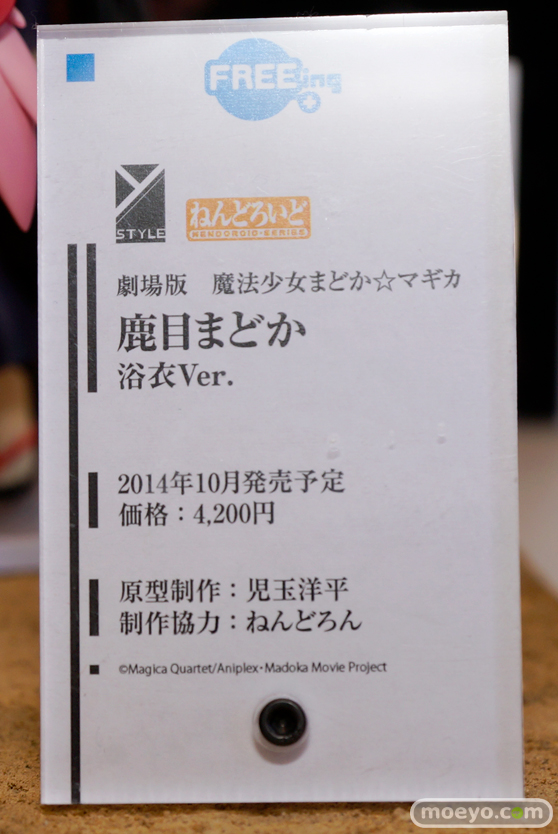 FREEing
STYLE
ねんどろいど
NENDOROID-SERIES
劇場版 魔法少女まどか☆マギカ
鹿目まどか
浴衣Ver.
2014年10月発売予定
価格：4,200円
原型制作：児玉洋平
制作協力：ねんどろん
©Magica Quartet/Aniplex・Madoka Movie Project
moeyo.com